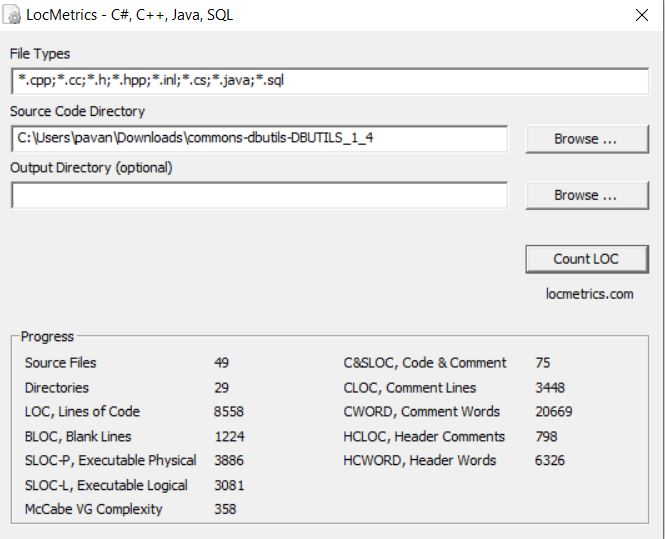 LocMetrics - C#, C++, Java, SQL
File Types
*.cpp;*.cc;*.h;*.hpp;*.inl;*.cs;*.java;*.sql
Source Code Directory
C:\Users\pavan\Downloads\commons-dbutils-DBUTILS_1_4
Browse ...
Output Directory (optional)
Browse ...
Count LOC
locmetrics.com
Progress
Source Files 49
Directories 29
LOC, Lines of Code 8558
BLOC, Blank Lines 1224
SLOC-P, Executable Physical 3886
SLOC-L, Executable Logical 3081
McCabe VG Complexity 358
C&SLOC, Code & Comment 75
CLOC, Comment Lines 3448
CWORD, Comment Words 20669
HCLOC, Header Comments 798
HCWORD, Header Words 6326